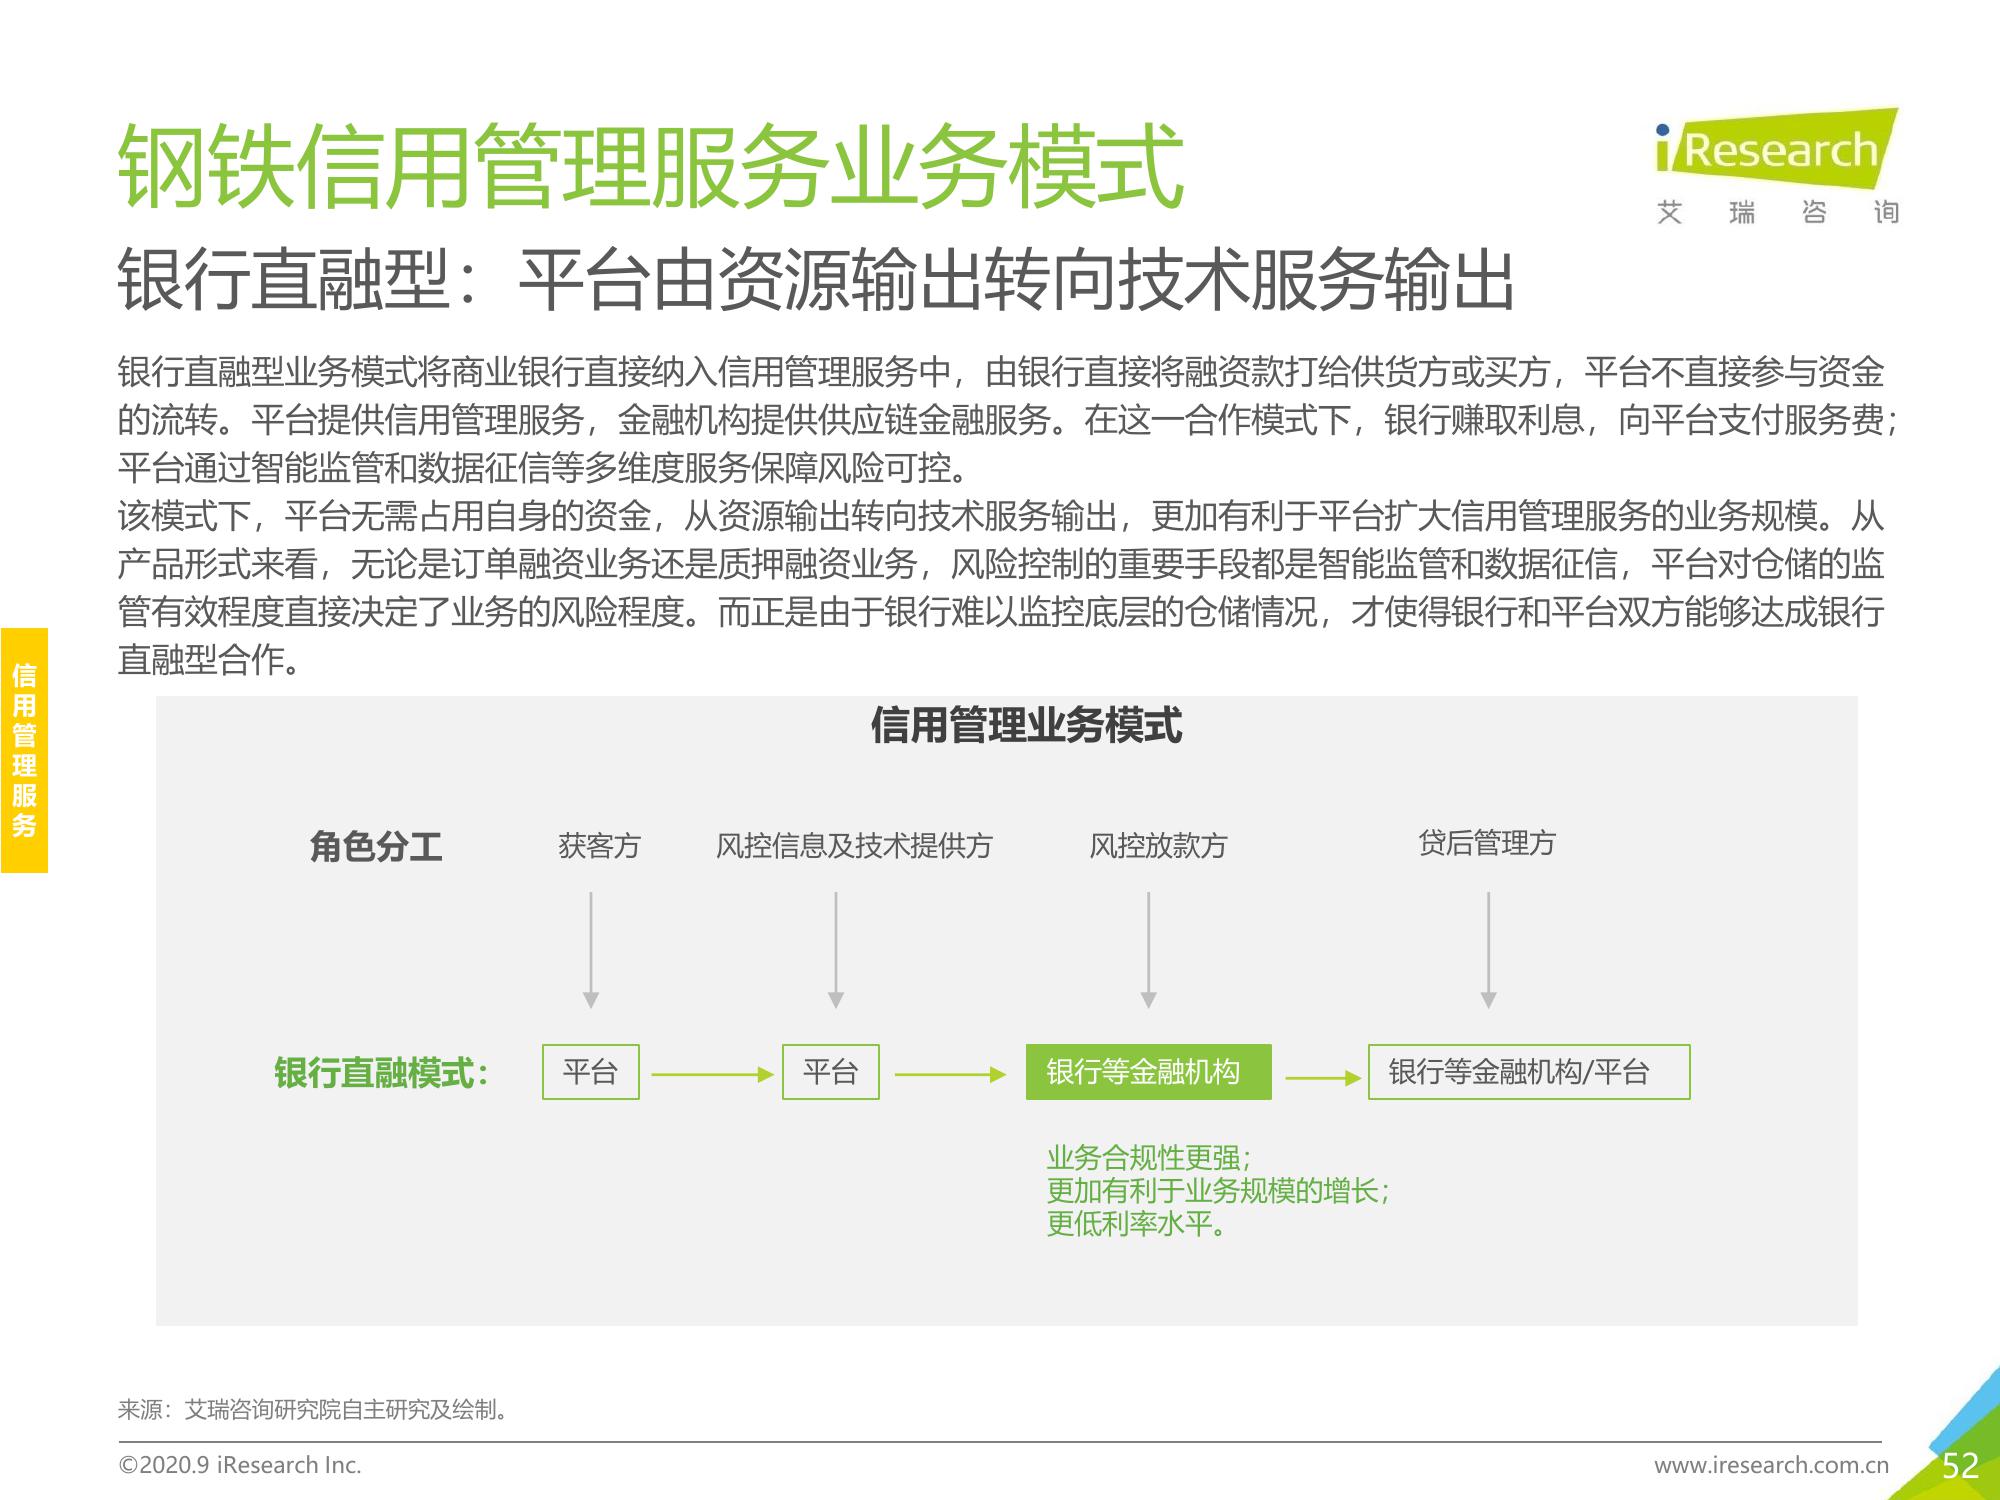 钢铁信用管理服务业务模式
iResearch
艾瑞咨询
银行直融型：平台由资源输出转向技术服务输出
银行直融型业务模式将商业银行直接纳入信用管理服务中，由银行直接将融资款打给供货方或买方，平台不直接参与资金
的流转。平台提供信用管理服务，金融机构提供供应链金融服务。在这一合作模式下，银行赚取利息，向平台支付服务费；
平台通过智能监管和数据征信等多维度服务保障风险可控。
该模式下，平台无需占用自身的资金，从资源输出转向技术服务输出，更加有利于平台扩大信用管理服务的业务规模。从
产品形式来看，无论是订单融资业务还是质押融资业务，风险控制的重要手段都是智能监管和数据征信，平台对仓储的监
管有效程度直接决定了业务的风险程度。而正是由于银行难以监控底层的仓储情况，才使得银行和平台双方能够达成银行
直融型合作。
信用管理服务
信用管理业务模式
角色分工 获客方 风控信息及技术提供方 风控放款方 贷后管理方
银行直融模式： 平台 平台 银行等金融机构 银行等金融机构/平台
业务合规性更强；
更加有利于业务规模的增长；
更低利率水平。
来源：艾瑞咨询研究院自主研究及绘制。
©2020.9 iResearch Inc. www.iresearch.com.cn 52